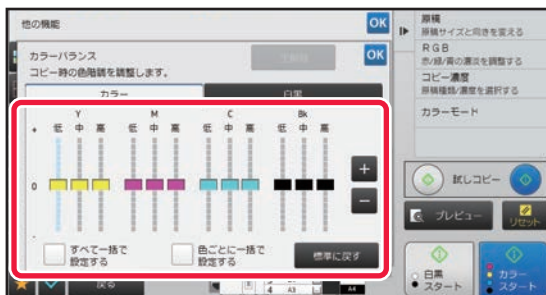 他の機能
OK
カラーバランス
OK
コピー時の色階調を調整します。
カラー
白黒
Y M C Bk
低 中 高 低 中 高 低 中 高 低 中 高
+
0
-
+
−
すべて一括で
設定する
色ごとに一括で
設定する
標準に戻す
戻る
4 A3
A4
原稿
原稿サイズと向きを変える
RGB
赤/緑/青の濃淡を調整する
コピー濃度
原稿種類/濃度を選択する
カラーモード
試しコピー
プレビュー
リセット
白黒
スタート
カラー
スタート